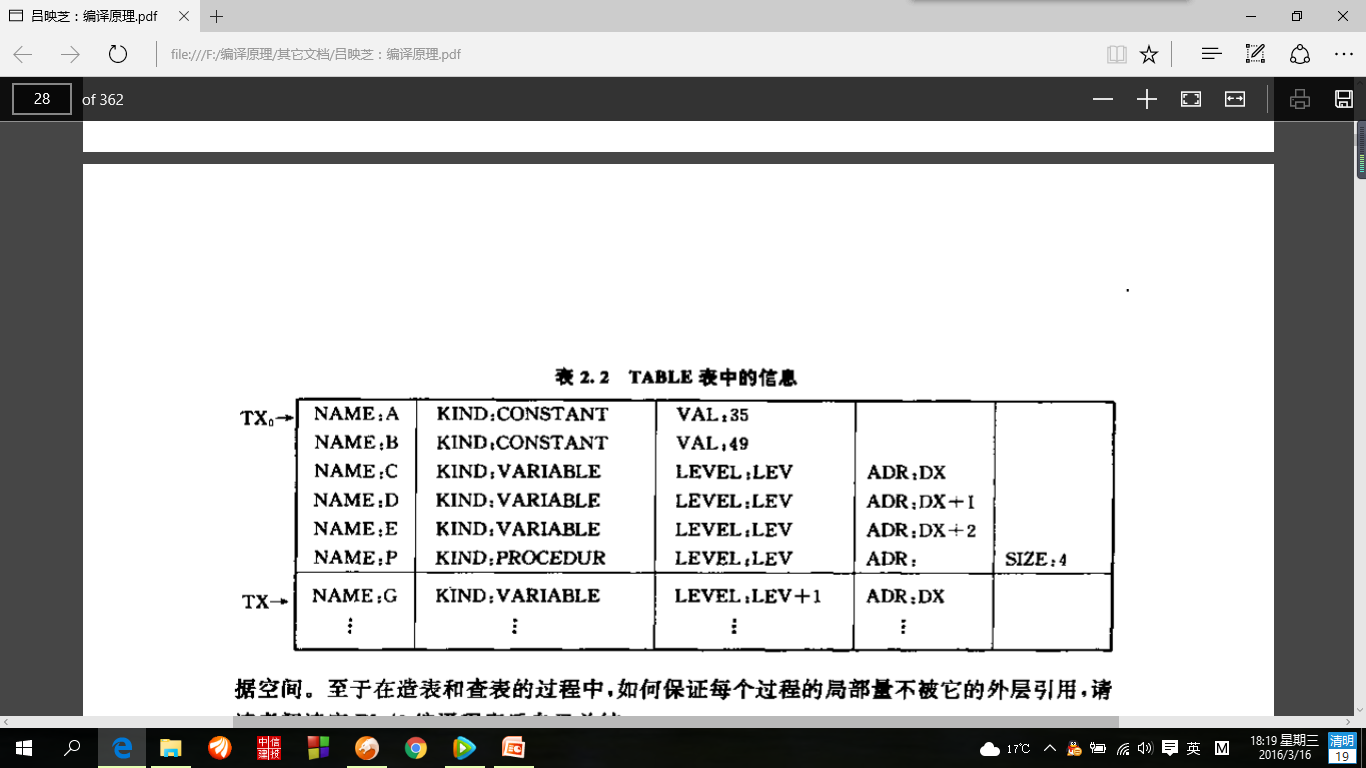 吕映芝：编译原理.pdf
file:///F:/编译原理/其它文档/吕映芝：编译原理.pdf
28 of 362
表 2.2 TABLE 表中的信息
TX₀→ NAME:A KIND:CONSTANT VAL:35
NAME:B KIND:CONSTANT VAL:49
NAME:C KIND:VARIABLE LEVEL:LEV ADR:DX
NAME:D KIND:VARIABLE LEVEL:LEV ADR:DX+1
NAME:E KIND:VARIABLE LEVEL:LEV ADR:DX+2
NAME:P KIND:PROCEDUR LEVEL:LEV ADR: SIZE:4
TX→ NAME:G KIND:VARIABLE LEVEL:LEV+1 ADR:DX
⋮ ⋮ ⋮ ⋮
据空间。至于在造表和查表的过程中,如何保证每个过程的局部量不被它的外层引用,请
中信建投
17℃ 英 M 18:19 星期三 清明
2016/3/16 19